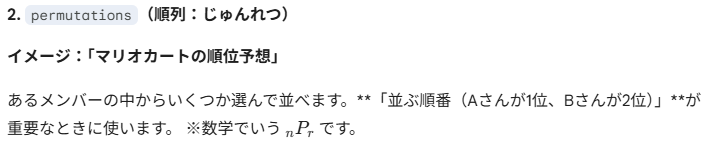 2. permutations（順列：じゅんれつ）
イメージ：「マリオカートの順位予想」
あるメンバーの中からいくつか選んで並べます。**「並ぶ順番（Aさんが1位、Bさんが2位）」**が
重要なときに使います。 ※数学でいう nPr です。